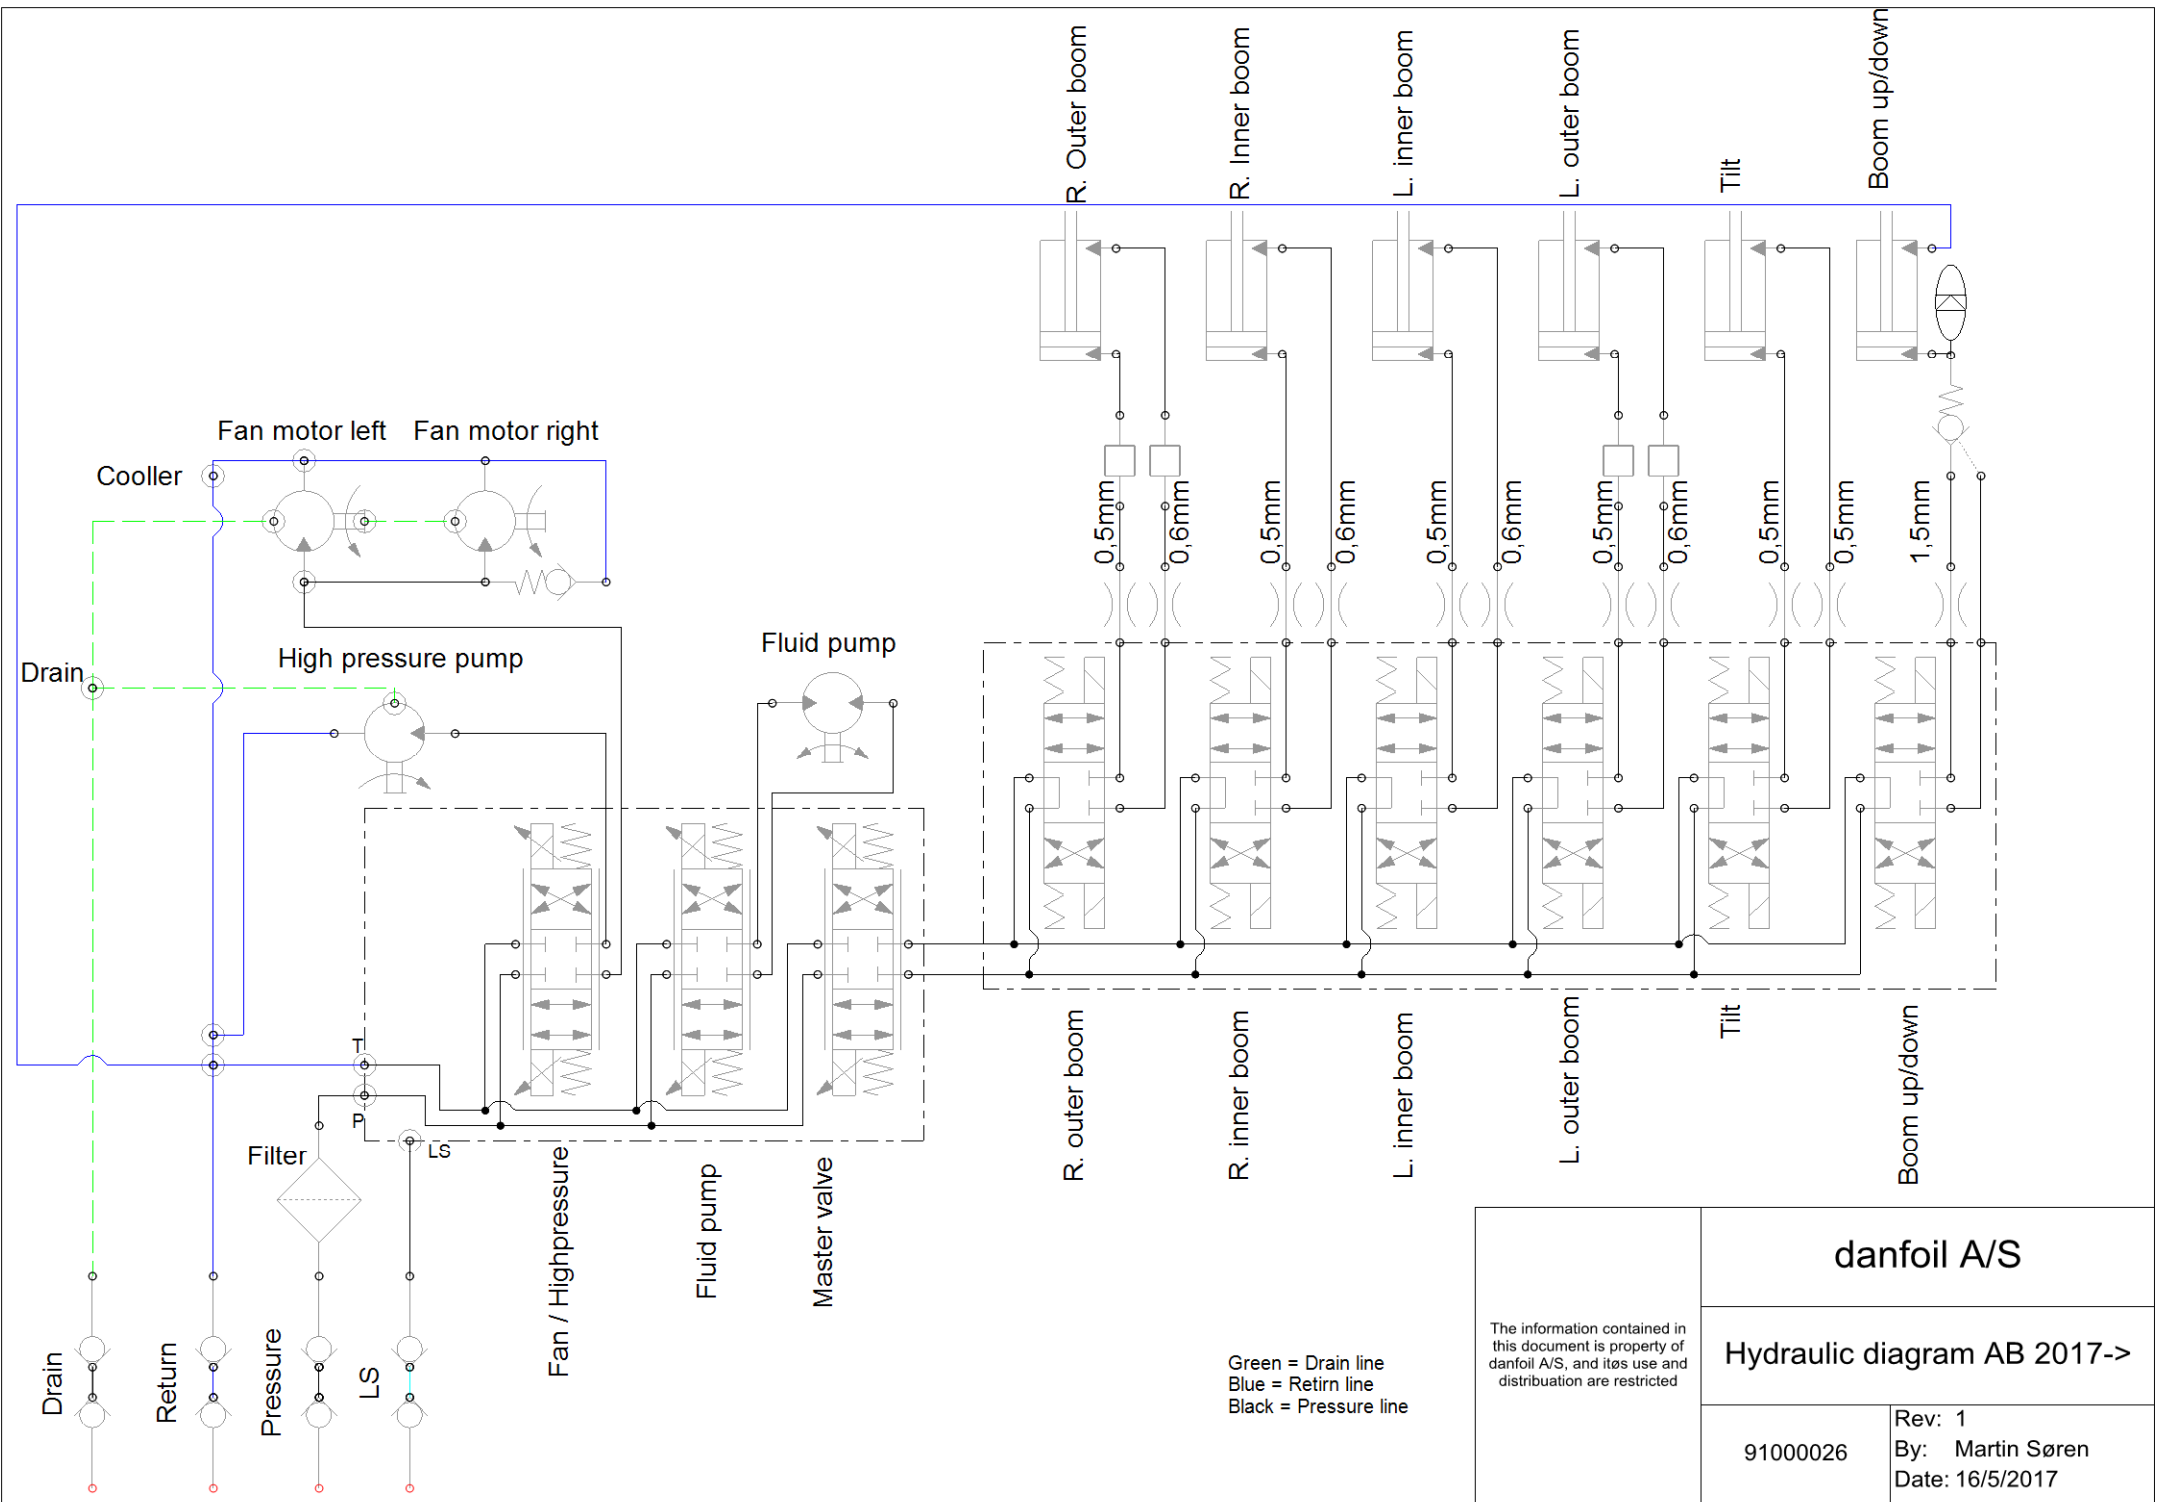 R. Outer boom
R. Inner boom
L. inner boom
L. outer boom
Tilt
Boom up/down
Fan motor left
Fan motor right
Cooller
0,5mm
0,6mm
0,5mm
0,6mm
0,5mm
0,6mm
0,5mm
0,6mm
0,5mm
0,5mm
1,5mm
Fluid pump
High pressure pump
Drain
T
P
LS
Filter
Fan / Highpressure
Fluid pump
Master valve
R. outer boom
R. inner boom
L. inner boom
L. outer boom
Tilt
Boom up/down
Drain
Return
Pressure
LS
Green = Drain line
Blue = Retirn line
Black = Pressure line
The information contained in
this document is property of
danfoil A/S, and itøs use and
distribuation are restricted
danfoil A/S
Hydraulic diagram AB 2017->
91000026
Rev: 1
By: Martin Søren
Date: 16/5/2017